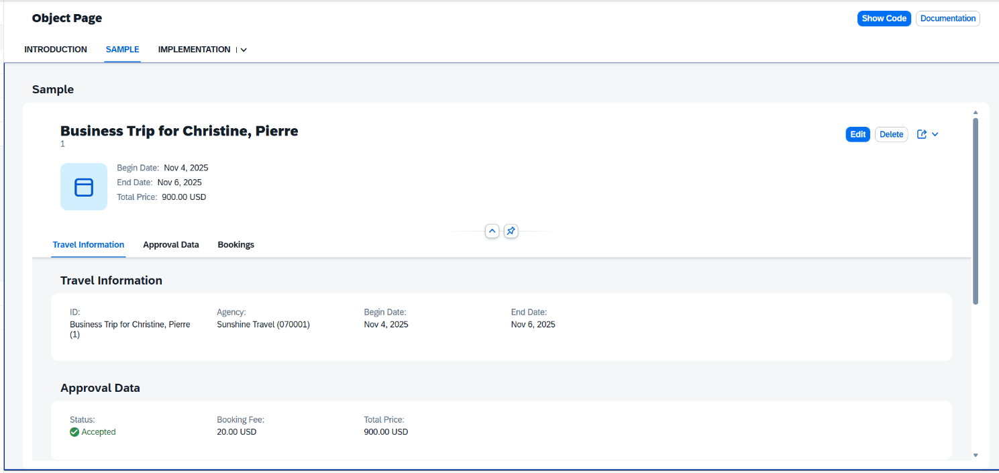 Object Page
Show Code Documentation
INTRODUCTION SAMPLE IMPLEMENTATION
Sample
Business Trip for Christine, Pierre
1
Edit Delete
Begin Date: Nov 4, 2025
End Date: Nov 6, 2025
Total Price: 900.00 USD
Travel Information Approval Data Bookings
Travel Information
ID: Agency: Begin Date: End Date:
Business Trip for Christine, Pierre Sunshine Travel (070001) Nov 4, 2025 Nov 6, 2025
(1)
Approval Data
Status: Booking Fee: Total Price:
Accepted 20.00 USD 900.00 USD